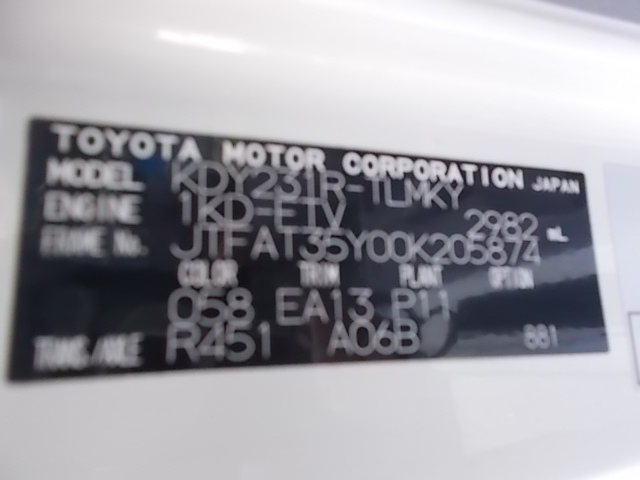 TOYOTA MOTOR CORPORATION JAPAN
MODEL KDY231R-TLMKY
ENGINE 1KD-FTV 2982 mL
FRAME No. JTFAT35Y00K205874
COLOR TRIM PLANT OPTION
058 EA13 P11
TRANS/AXLE R451 A06B 881